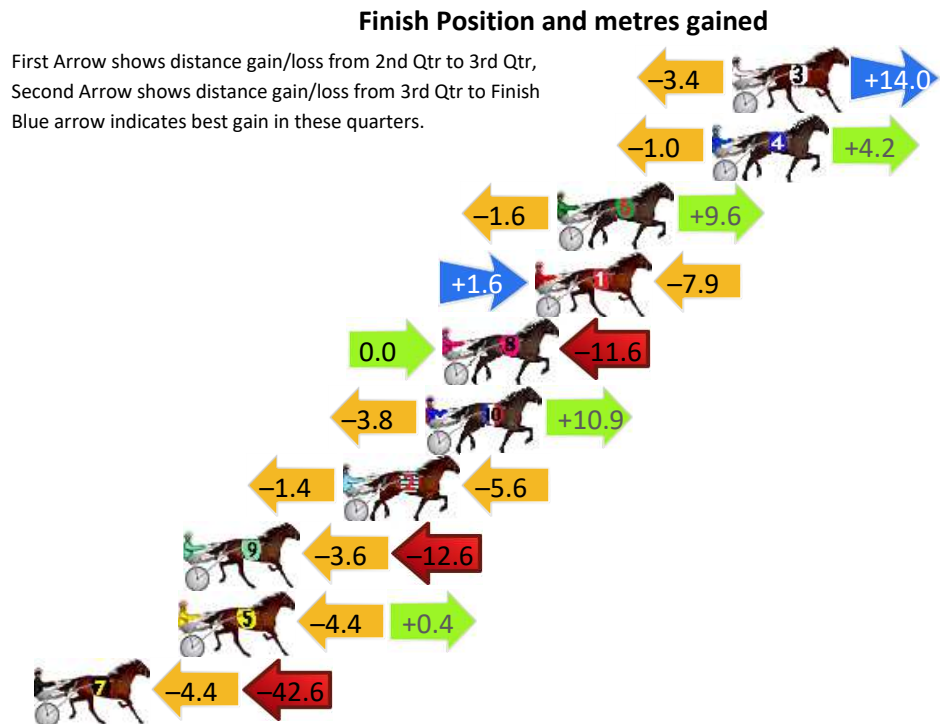 Finish Position and metres gained
First Arrow shows distance gain/loss from 2nd Qtr to 3rd Qtr,
Second Arrow shows distance gain/loss from 3rd Qtr to Finish
Blue arrow indicates best gain in these quarters.
–3.4 3 +14.0
–1.0 4 +4.2
–1.6 6 +9.6
+1.6 1 –7.9
0.0 8 –11.6
–3.8 10 +10.9
–1.4 2 –5.6
9 –3.6 –12.6
5 –4.4 +0.4
7 –4.4 –42.6